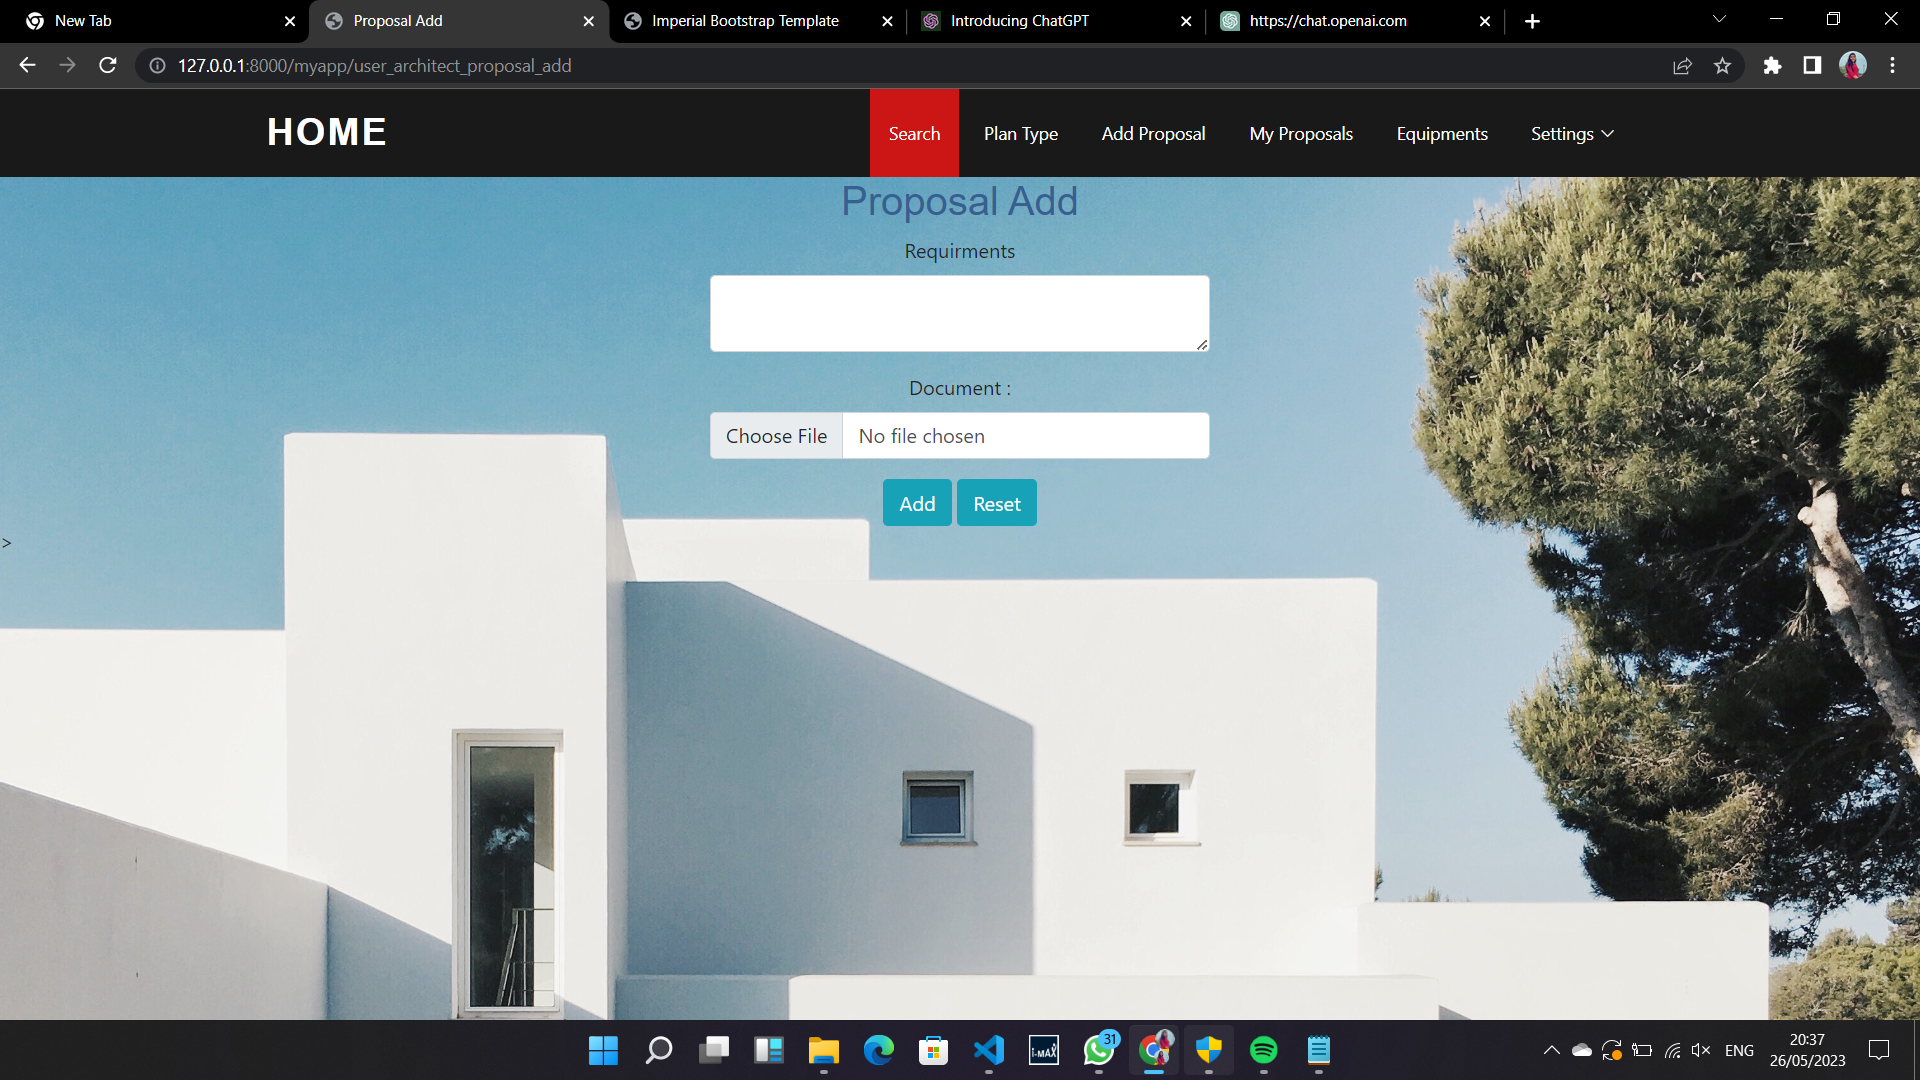 New Tab
Proposal Add
Imperial Bootstrap Template
Introducing ChatGPT
https://chat.openai.com
127.0.0.1:8000/myapp/user_architect_proposal_add
HOME
Search
Plan Type
Add Proposal
My Proposals
Equipments
Settings
Proposal Add
Requirments
Document :
Choose File
No file chosen
Add
Reset
>
i-MAX
31
ENG
20:37
26/05/2023